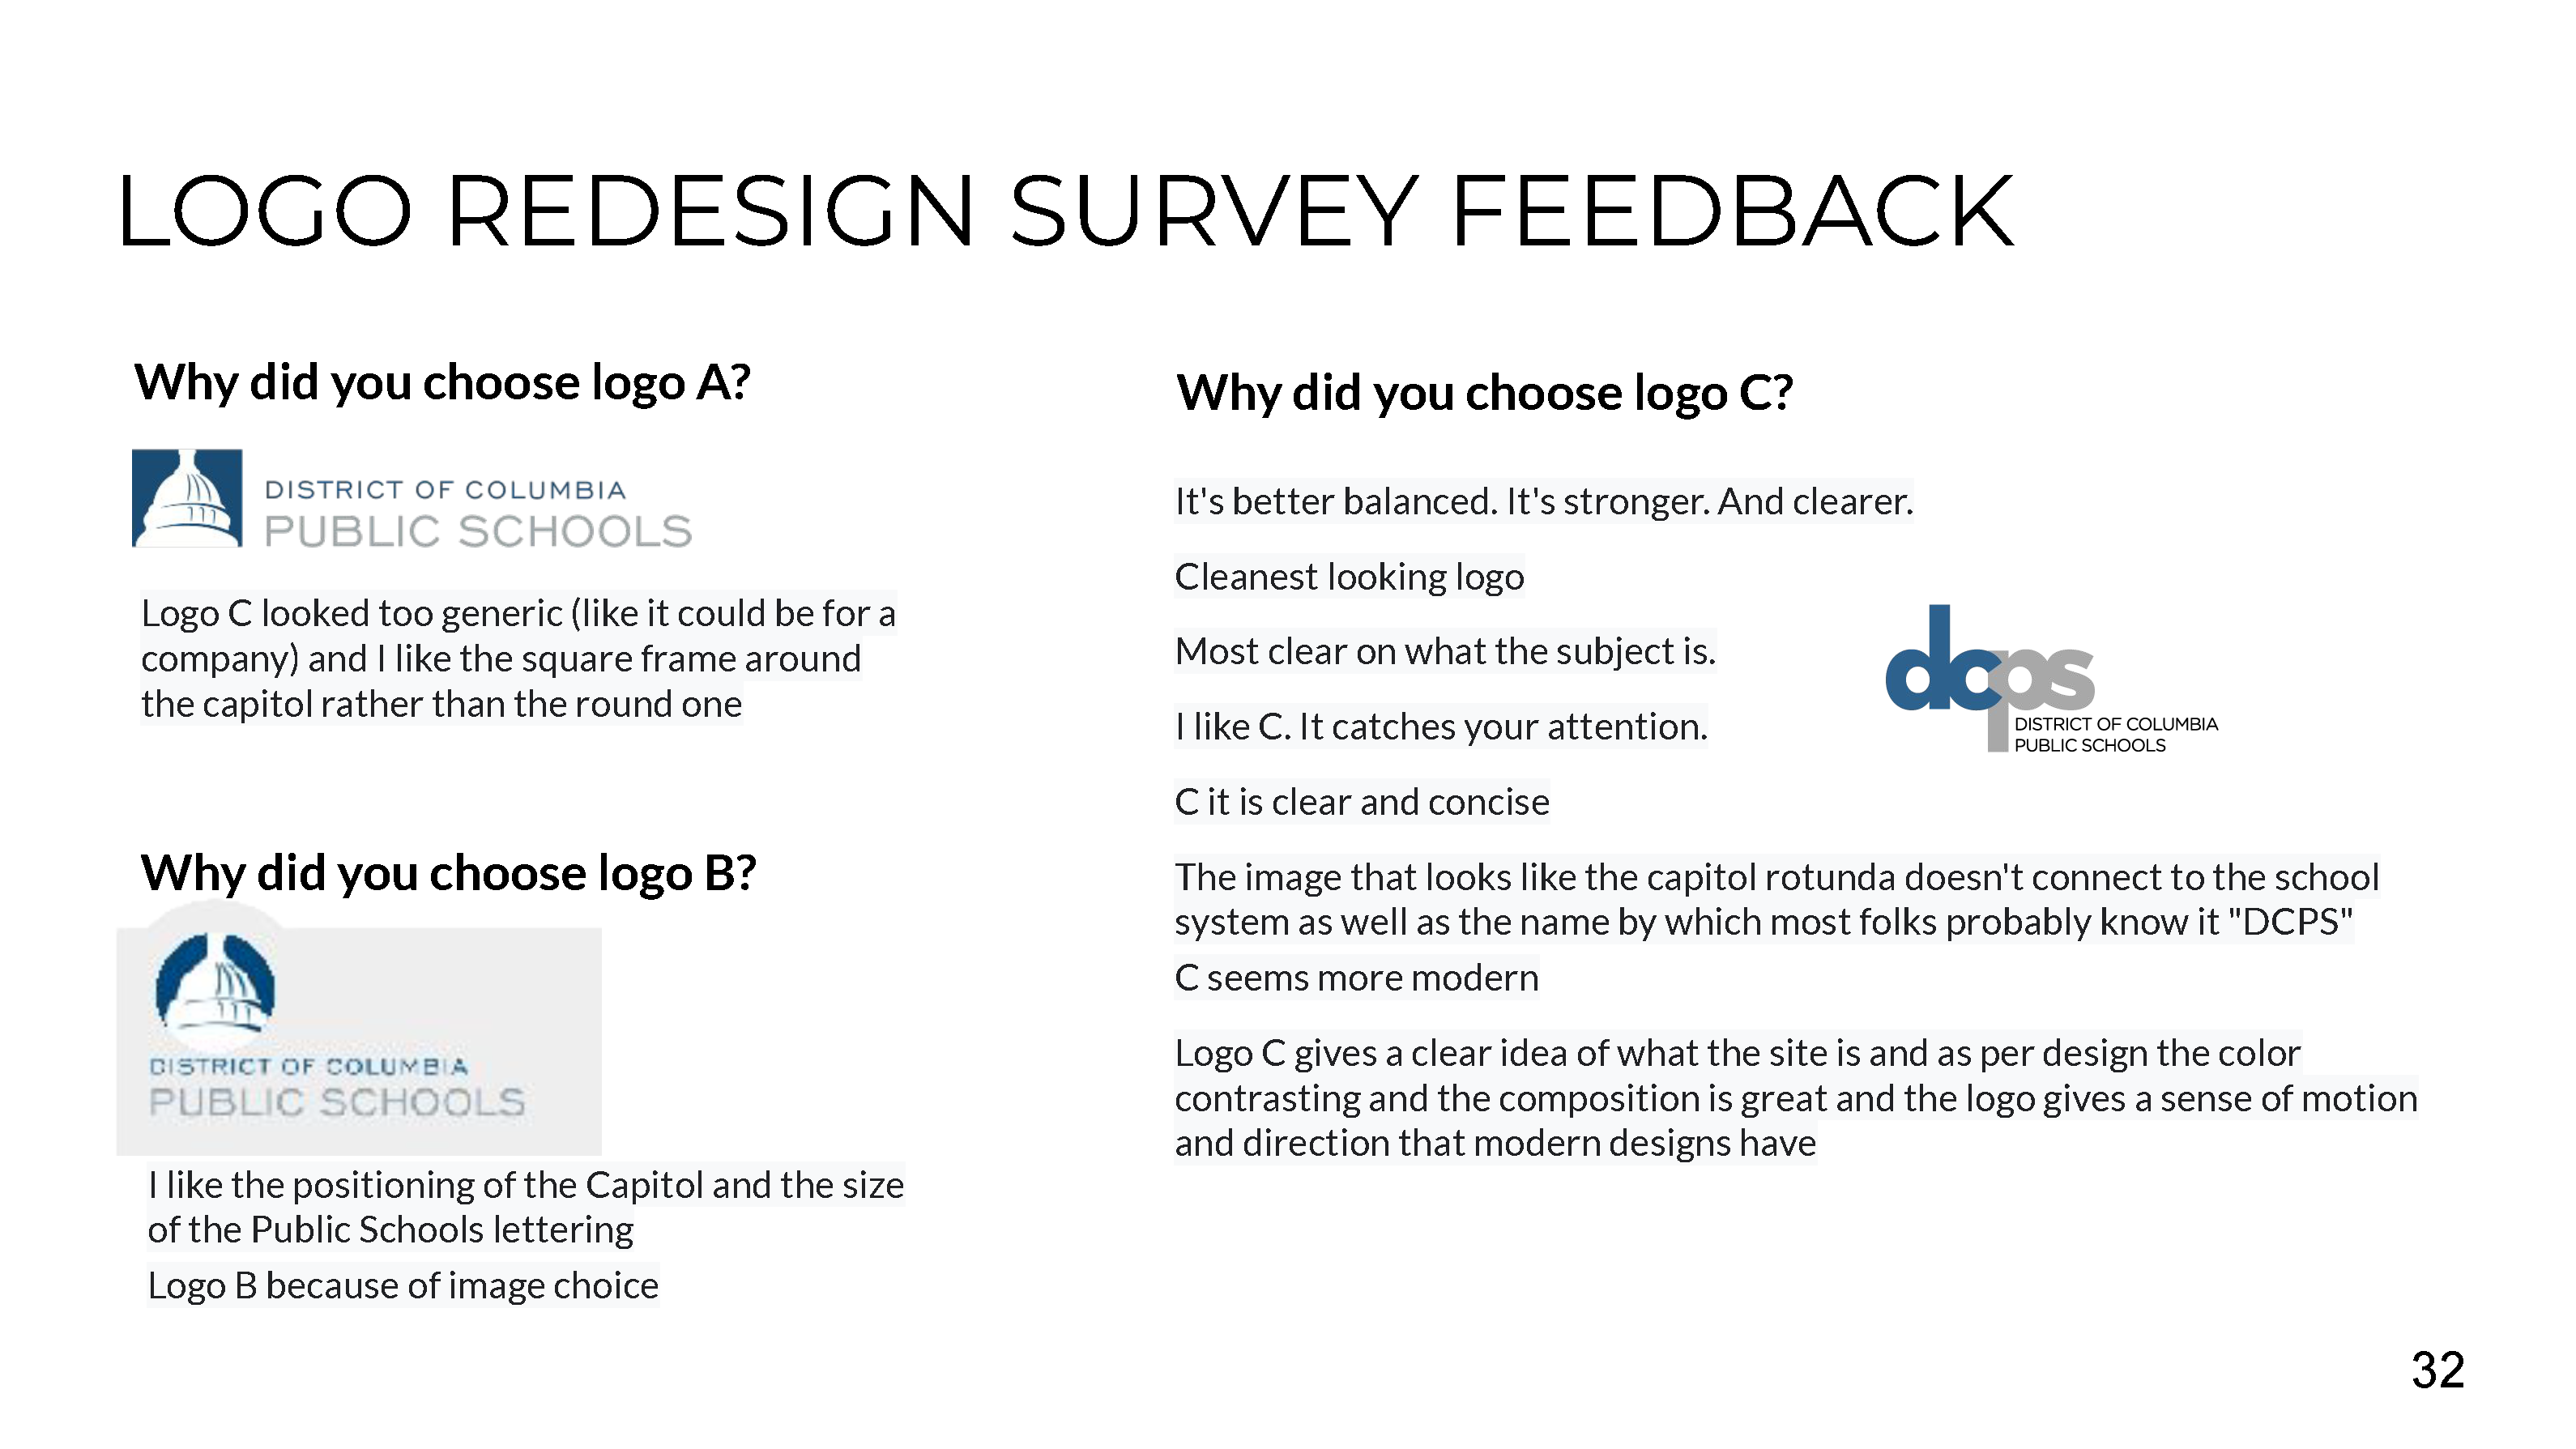 LOGO REDESIGN SURVEY FEEDBACK
Why did you choose logo A?
DISTRICT OF COLUMBIA
PUBLIC SCHOOLS
Logo C looked too generic (like it could be for a
company) and I like the square frame around
the capitol rather than the round one
Why did you choose logo B?
DISTRICT OF COLUMBIA
PUBLIC SCHOOLS
I like the positioning of the Capitol and the size
of the Public Schools lettering
Logo B because of image choice
Why did you choose logo C?
It's better balanced. It's stronger. And clearer.
Cleanest looking logo
Most clear on what the subject is.
I like C. It catches your attention.
C it is clear and concise
The image that looks like the capitol rotunda doesn't connect to the school
system as well as the name by which most folks probably know it "DCPS"
C seems more modern
Logo C gives a clear idea of what the site is and as per design the color
contrasting and the composition is great and the logo gives a sense of motion
and direction that modern designs have
dcps
DISTRICT OF COLUMBIA
PUBLIC SCHOOLS
32